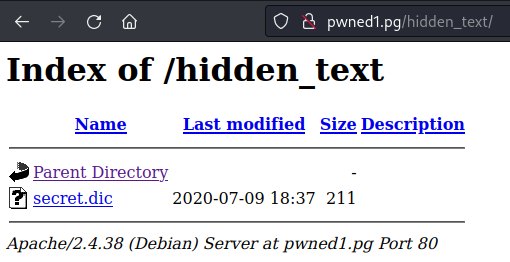 pwned1.pg/hidden_text/
Index of /hidden_text
Name Last modified Size Description
Parent Directory -
secret.dic 2020-07-09 18:37 211
Apache/2.4.38 (Debian) Server at pwned1.pg Port 80